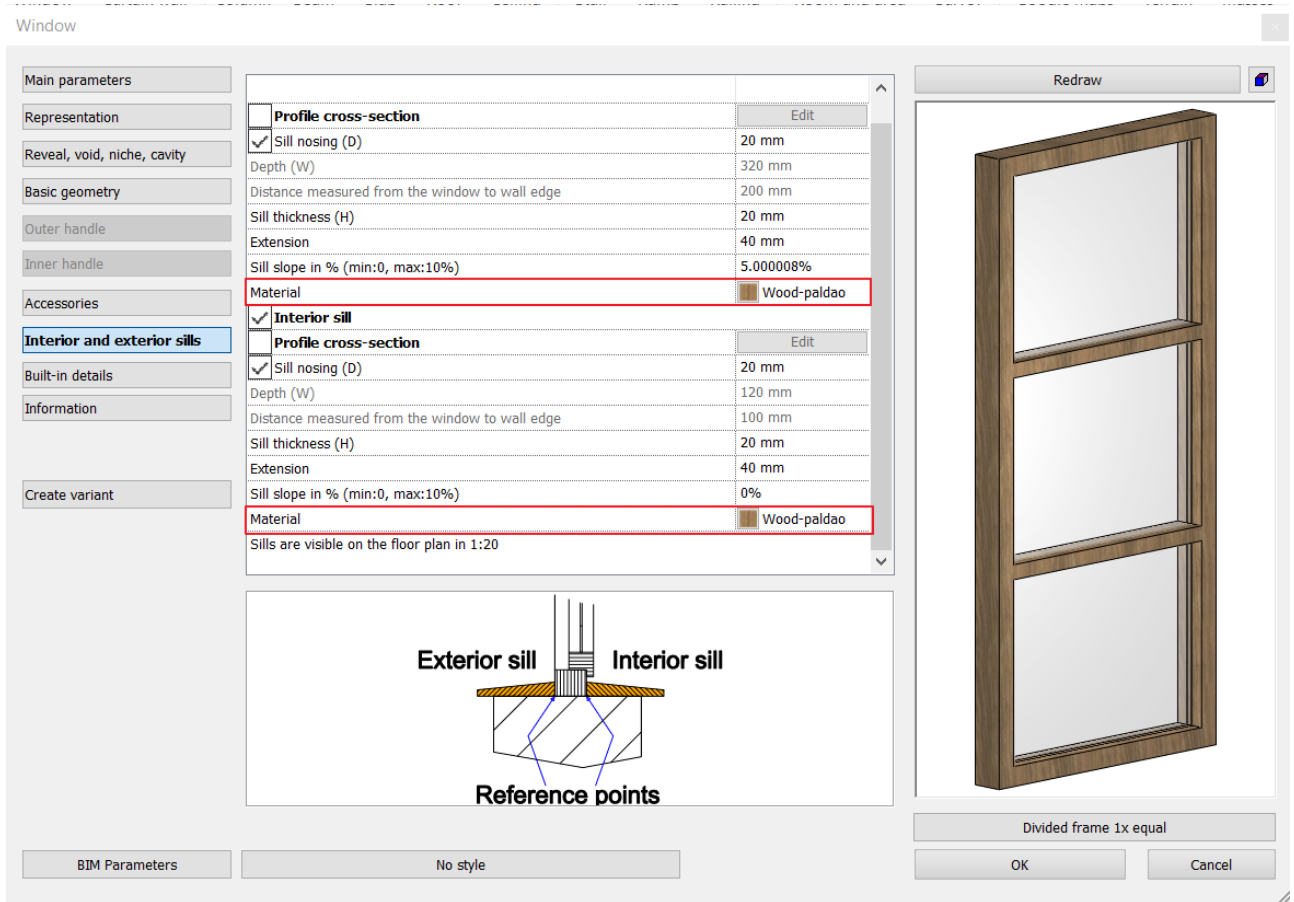 Window
Main parameters
Representation
Reveal, void, niche, cavity
Basic geometry
Outer handle
Inner handle
Accessories
Interior and exterior sills
Built-in details
Information
Create variant
Profile cross-section Edit
Sill nosing (D) 20 mm
Depth (W) 320 mm
Distance measured from the window to wall edge 200 mm
Sill thickness (H) 20 mm
Extension 40 mm
Sill slope in % (min:0, max:10%) 5.000008%
Material Wood-paldao
Interior sill
Profile cross-section Edit
Sill nosing (D) 20 mm
Depth (W) 120 mm
Distance measured from the window to wall edge 100 mm
Sill thickness (H) 20 mm
Extension 40 mm
Sill slope in % (min:0, max:10%) 0%
Material Wood-paldao
Sills are visible on the floor plan in 1:20
Exterior sill Interior sill
Reference points
Redraw
Divided frame 1x equal
BIM Parameters
No style
OK
Cancel